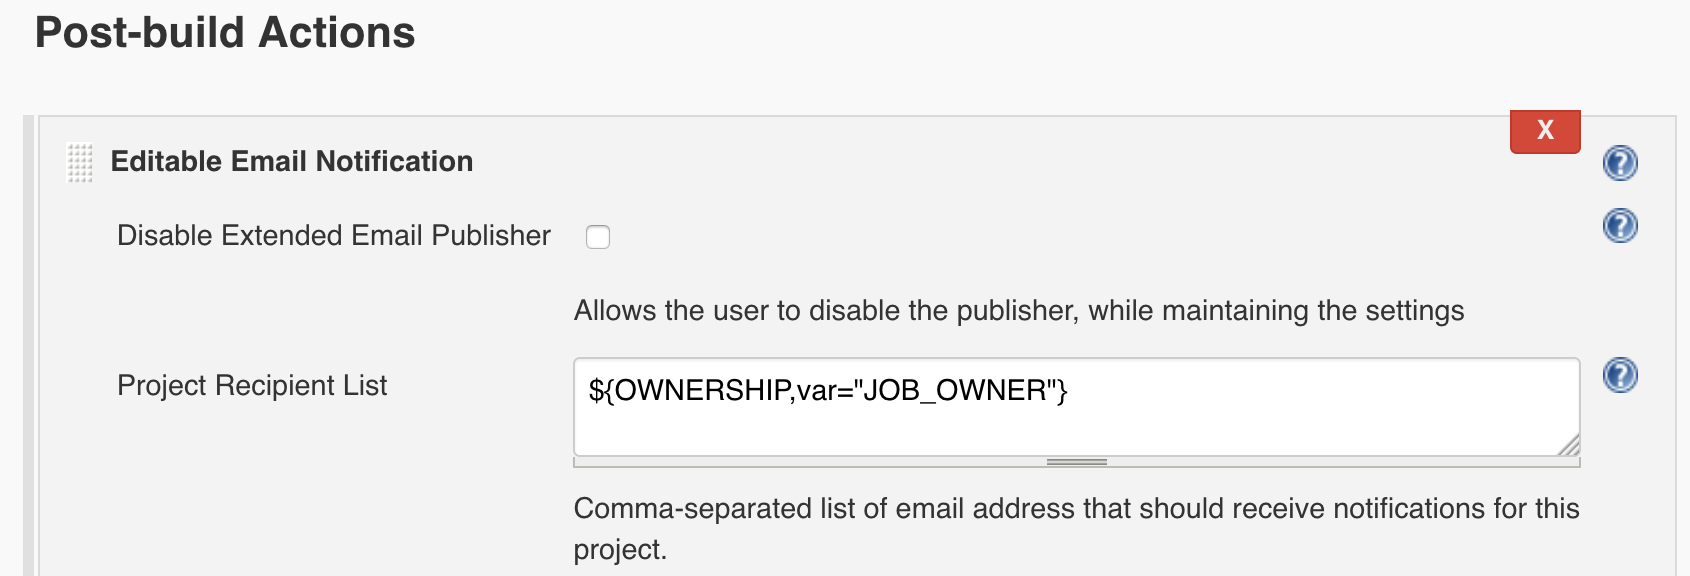 Post-build Actions
X
Editable Email Notification
?
Disable Extended Email Publisher
?
Allows the user to disable the publisher, while maintaining the settings
Project Recipient List
${OWNERSHIP,var="JOB_OWNER"}
?
Comma-separated list of email address that should receive notifications for this
project.